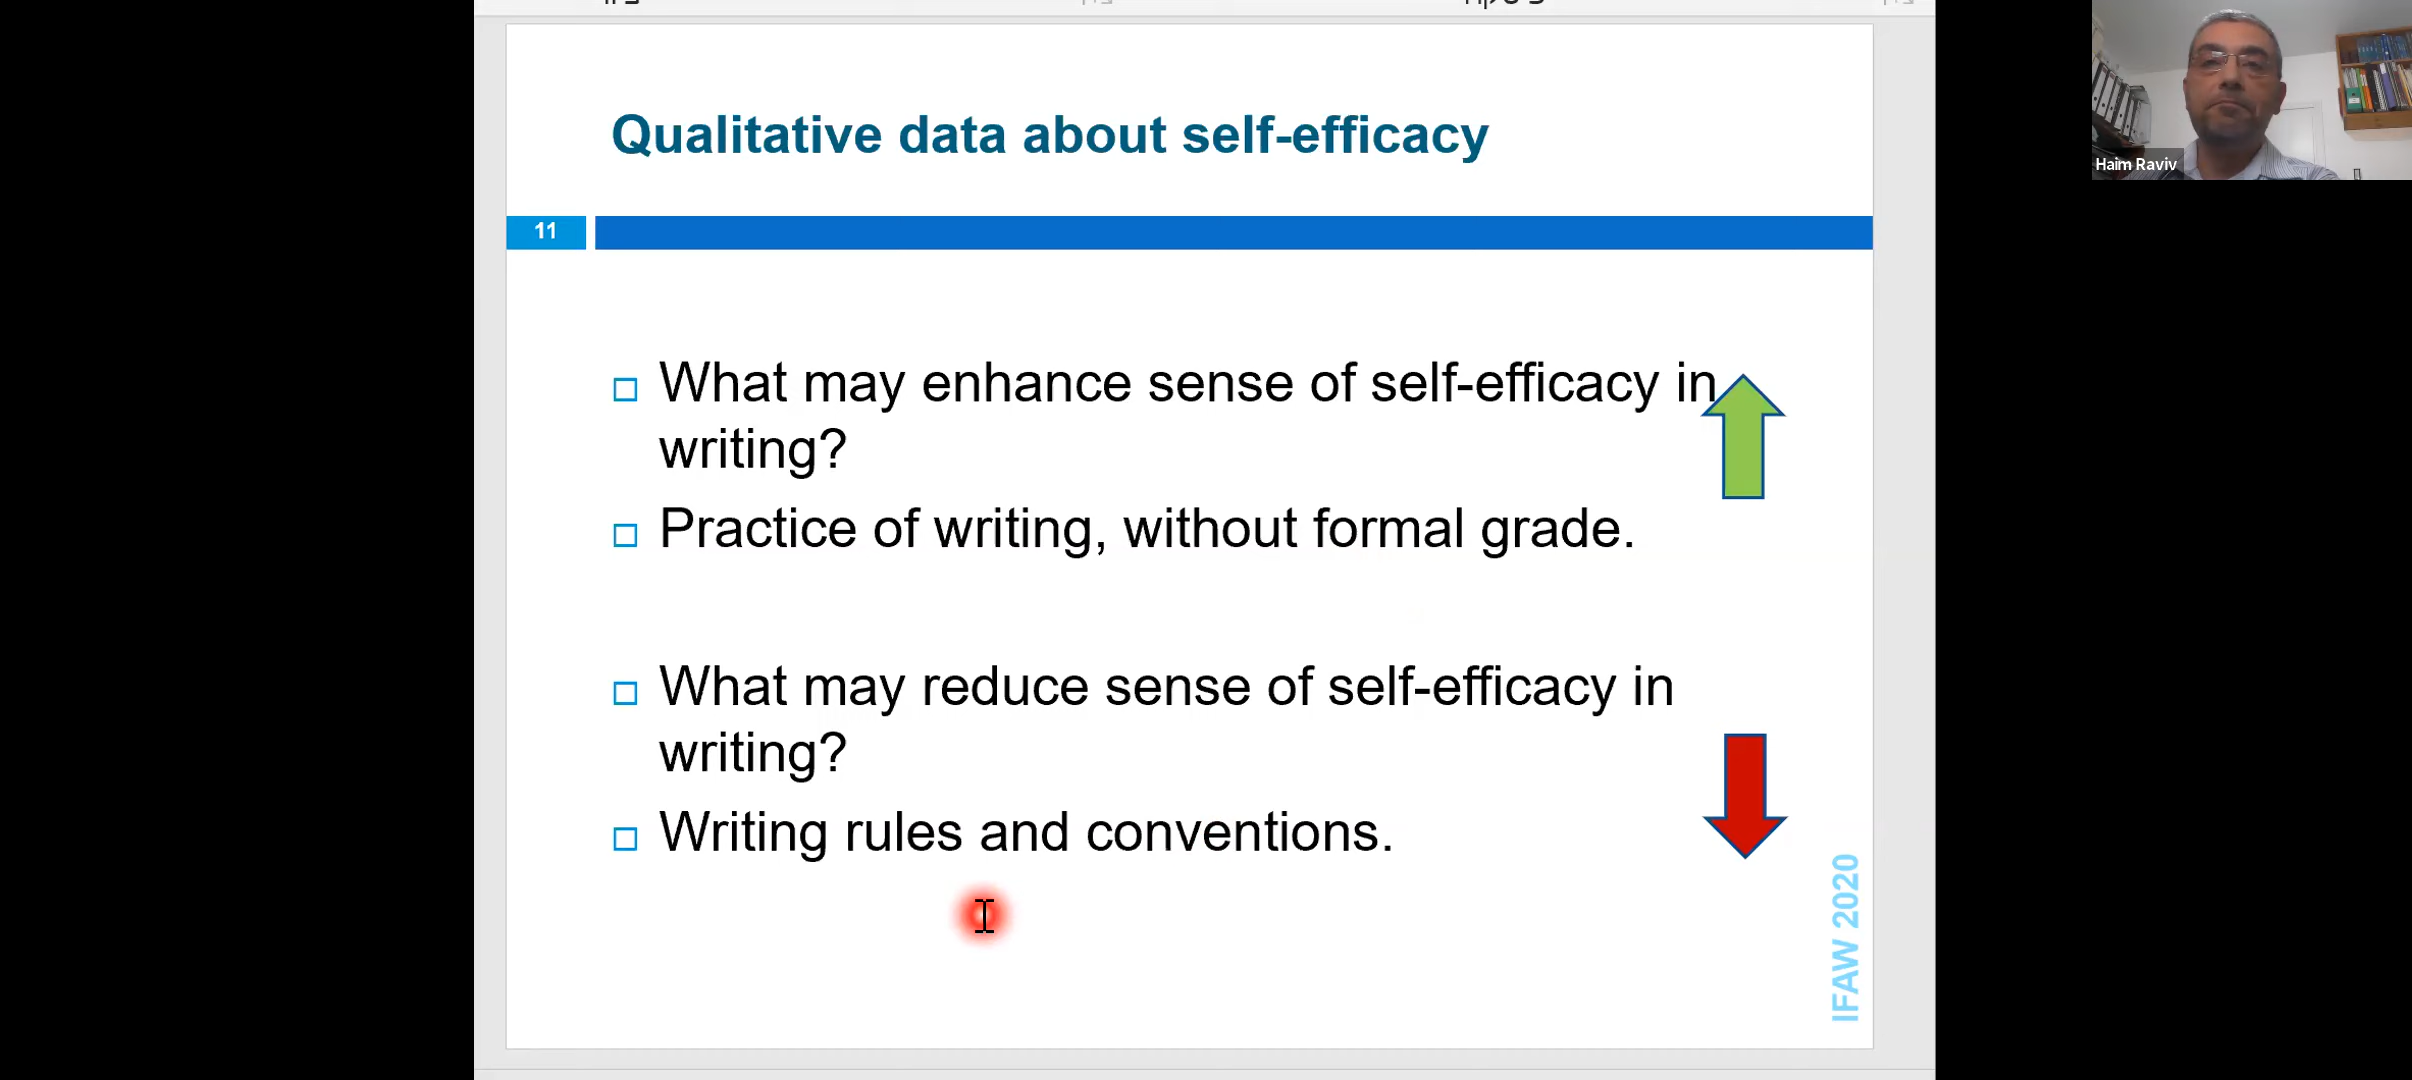 Qualitative data about self-efficacy
11
What may enhance sense of self-efficacy in
writing?
Practice of writing, without formal grade.
What may reduce sense of self-efficacy in
writing?
Writing rules and conventions.
IFAW 2020
Haim Raviv